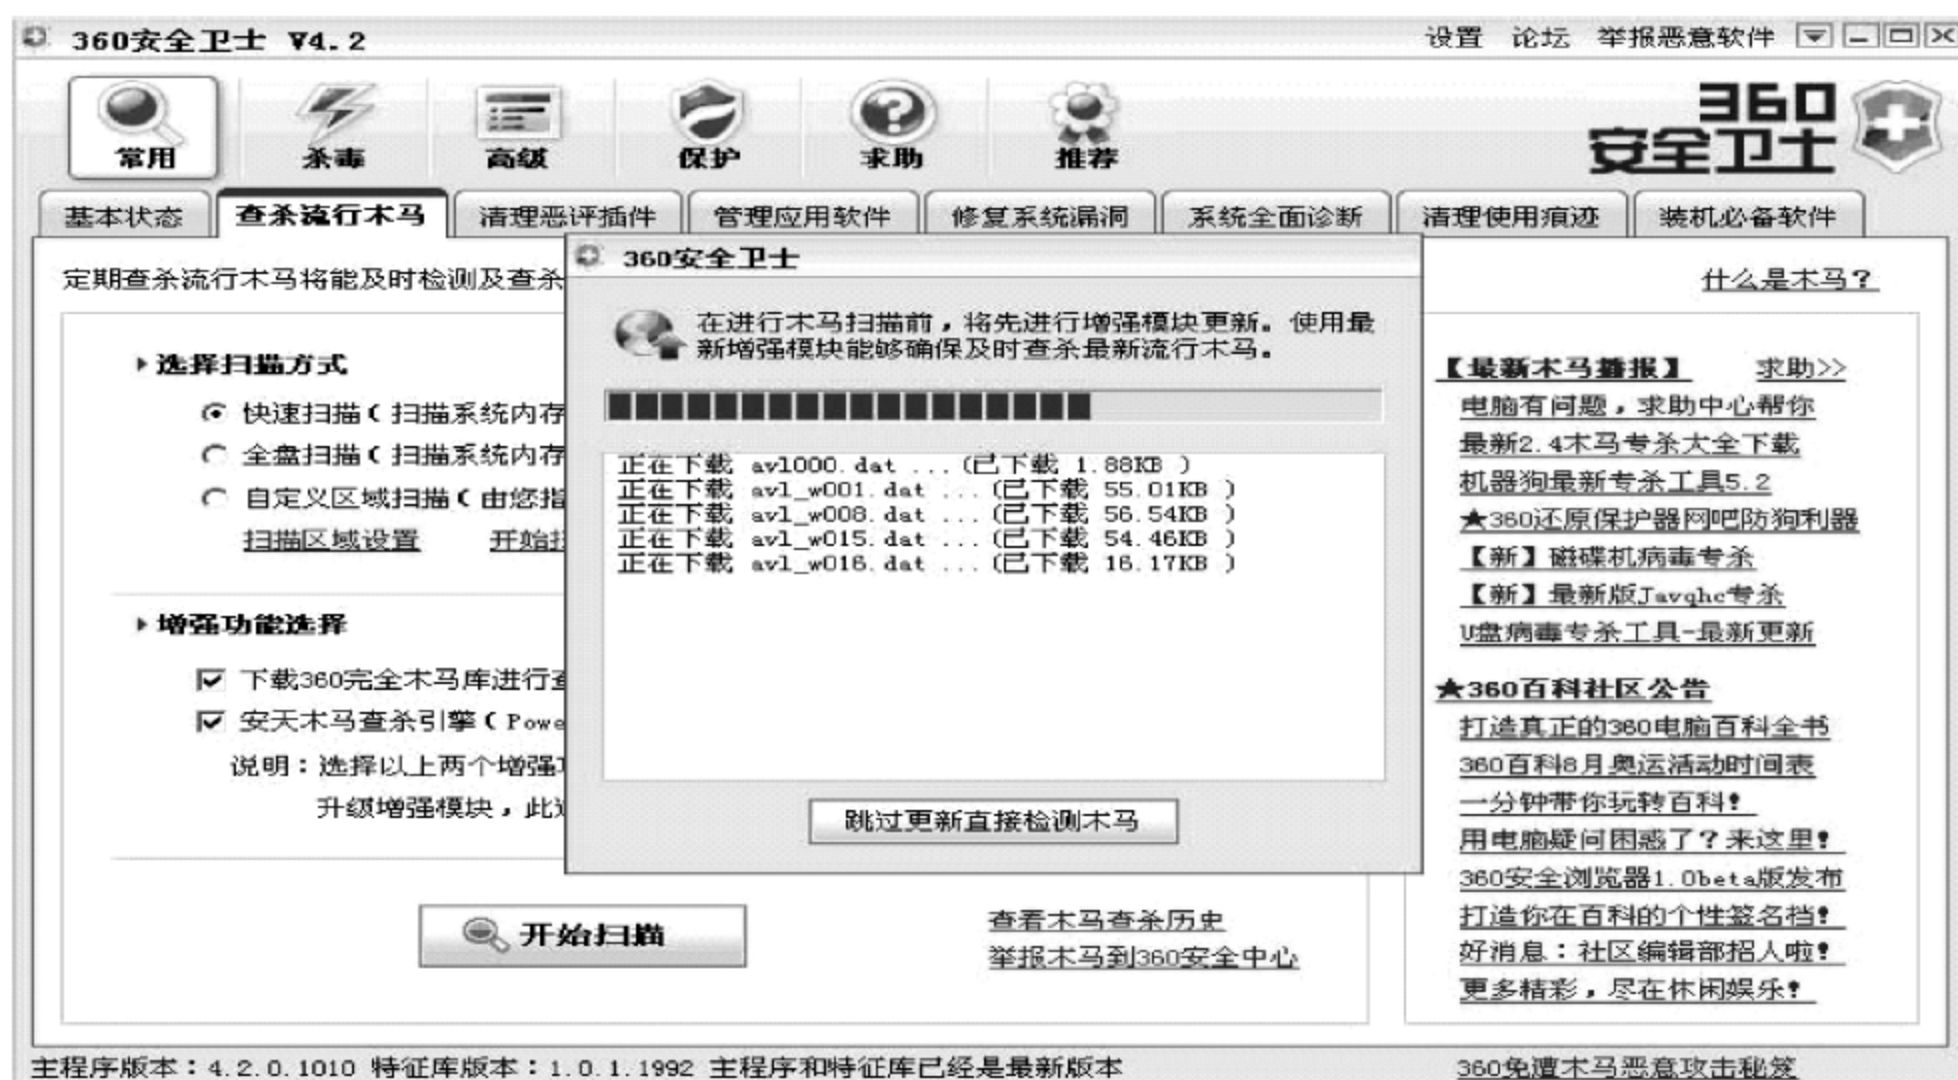 360安全卫士 V4.2
设置 论坛 举报恶意软件
常用 杀毒 高级 保护 求助 推荐
360
安全卫士
基本状态 查杀流行木马 清理恶评插件 管理应用软件 修复系统漏洞 系统全面诊断 清理使用痕迹 装机必备软件
定期查杀流行木马将能及时检测及查杀
什么是木马？
选择扫描方式
快速扫描（扫描系统内存
全盘扫描（扫描系统内存
自定义区域扫描（由您指
扫描区域设置 开始
增强功能选择
下载360完全木马库进行查
安天木马查杀引擎（Powe
说明：选择以上两个增强
升级增强模块，此
开始扫描
查看木马查杀历史
举报木马到360安全中心
360安全卫士
在进行木马扫描前，将先进行增强模块更新。使用最
新增强模块能够确保及时查杀最新流行木马。
正在下载 avl000.dat ...(已下载 1.88KB )
正在下载 avl_w001.dat ...(已下载 55.01KB )
正在下载 avl_w008.dat ...(已下载 56.54KB )
正在下载 avl_w015.dat ...(已下载 54.46KB )
正在下载 avl_w016.dat ...(已下载 16.17KB )
跳过更新直接检测木马
【最新木马播报】 求助>>
电脑有问题，求助中心帮你
最新2.4木马专杀大全下载
机器狗最新专杀工具5.2
★360还原保护器网吧防狗利器
【新】磁碟机病毒专杀
【新】最新版Javqhc专杀
U盘病毒专杀工具-最新更新
★360百科社区公告
打造真正的360电脑百科全书
360百科8月奥运活动时间表
一分钟带你玩转百科！
用电脑疑问困惑了？来这里！
360安全浏览器1.0beta版发布
打造你在百科的个性签名档！
好消息：社区编辑部招人啦！
更多精彩，尽在休闲娱乐！
主程序版本：4.2.0.1010 特征库版本：1.0.1.1992 主程序和特征库已经是最新版本
360免遭木马恶意攻击秘笈